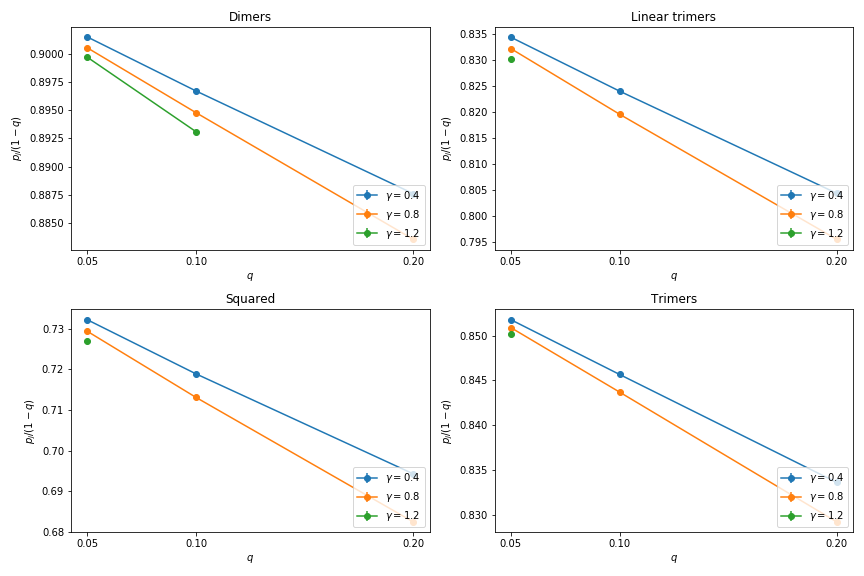 Dimers
0.9000
0.8975
0.8950
0.8925
0.8900
0.8875
0.8850
p_j/(1 − q)
0.05
0.10
0.20
q
γ = 0.4
γ = 0.8
γ = 1.2
Linear trimers
0.835
0.830
0.825
0.820
0.815
0.810
0.805
0.800
0.795
p_j/(1 − q)
0.05
0.10
0.20
q
γ = 0.4
γ = 0.8
γ = 1.2
Squared
0.73
0.72
0.71
0.70
0.69
0.68
p_j/(1 − q)
0.05
0.10
0.20
q
γ = 0.4
γ = 0.8
γ = 1.2
Trimers
0.850
0.845
0.840
0.835
0.830
p_j/(1 − q)
0.05
0.10
0.20
q
γ = 0.4
γ = 0.8
γ = 1.2